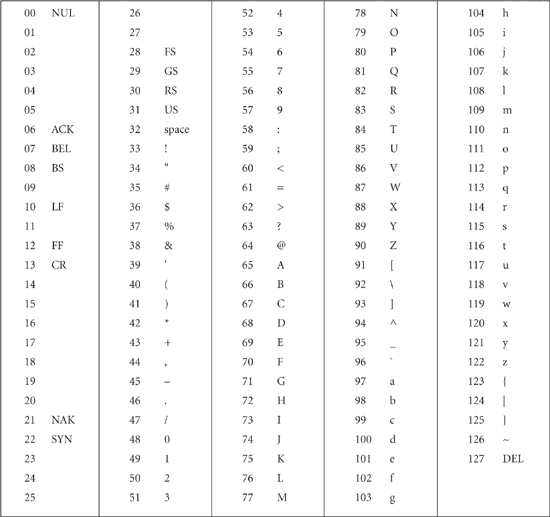 00 NUL
01
02
03
04
05
06 ACK
07 BEL
08 BS
09
10 LF
11
12 FF
13 CR
14
15
16
17
18
19
20
21 NAK
22 SYN
23
24
25
26
27
28 FS
29 GS
30 RS
31 US
32 space
33 !
34 "
35 #
36 $
37 %
38 &
39 '
40 (
41 )
42 *
43 +
44 ,
45 –
46 .
47 /
48 0
49 1
50 2
51 3
52 4
53 5
54 6
55 7
56 8
57 9
58 :
59 ;
60 <
61 =
62 >
63 ?
64 @
65 A
66 B
67 C
68 D
69 E
70 F
71 G
72 H
73 I
74 J
75 K
76 L
77 M
78 N
79 O
80 P
81 Q
82 R
83 S
84 T
85 U
86 V
87 W
88 X
89 Y
90 Z
91 [
92 \
93 ]
94 ^
95 _
96 `
97 a
98 b
99 c
100 d
101 e
102 f
103 g
104 h
105 i
106 j
107 k
108 l
109 m
110 n
111 o
112 p
113 q
114 r
115 s
116 t
117 u
118 v
119 w
120 x
121 y
122 z
123 {
124 |
125 }
126 ~
127 DEL